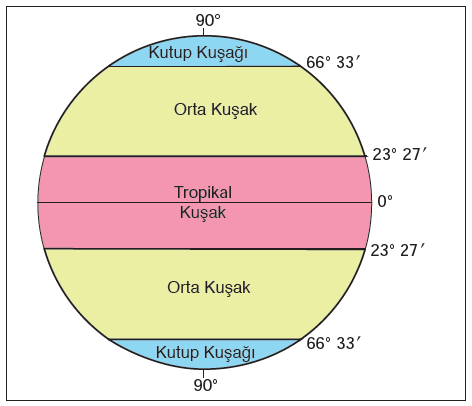 90°
Kutup Kuşağı
66° 33′
Orta Kuşak
23° 27′
Tropikal
0°
Kuşak
23° 27′
Orta Kuşak
66° 33′
Kutup Kuşağı
90°